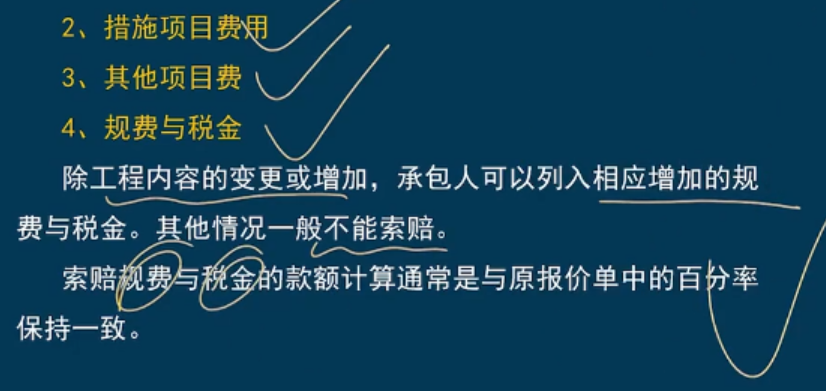 2、措施项目费用
3、其他项目费
4、规费与税金
除工程内容的变更或增加，承包人可以列入相应增加的规
费与税金。其他情况一般不能索赔。
索赔规费与税金的款额计算通常是与原报价单中的百分率
保持一致。